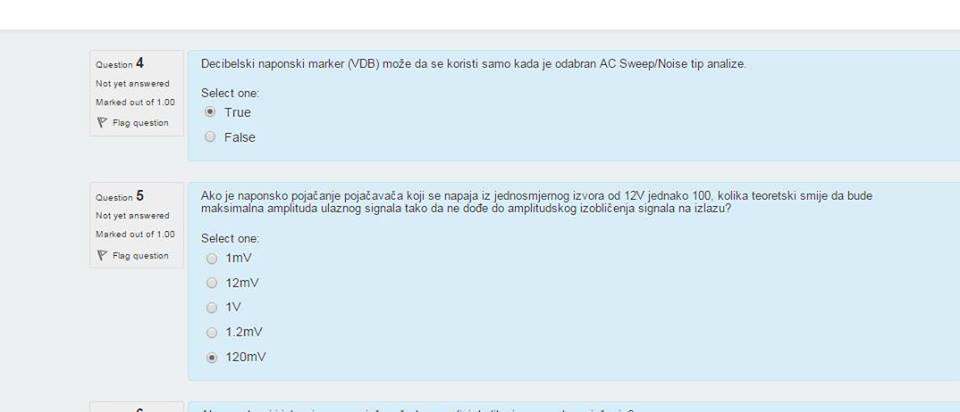 Question 4
Not yet answered
Marked out of 1.00
Flag question
Decibelski naponski marker (VDB) može da se koristi samo kada je odabran AC Sweep/Noise tip analize.
Select one:
True
False
Question 5
Not yet answered
Marked out of 1.00
Flag question
Ako je naponsko pojačanje pojačavača koji se napaja iz jednosmjernog izvora od 12V jednako 100, kolika teoretski smije da bude
maksimalna amplituda ulaznog signala tako da ne dođe do amplitudskog izobličenja signala na izlazu?
Select one:
1mV
12mV
1V
1.2mV
120mV